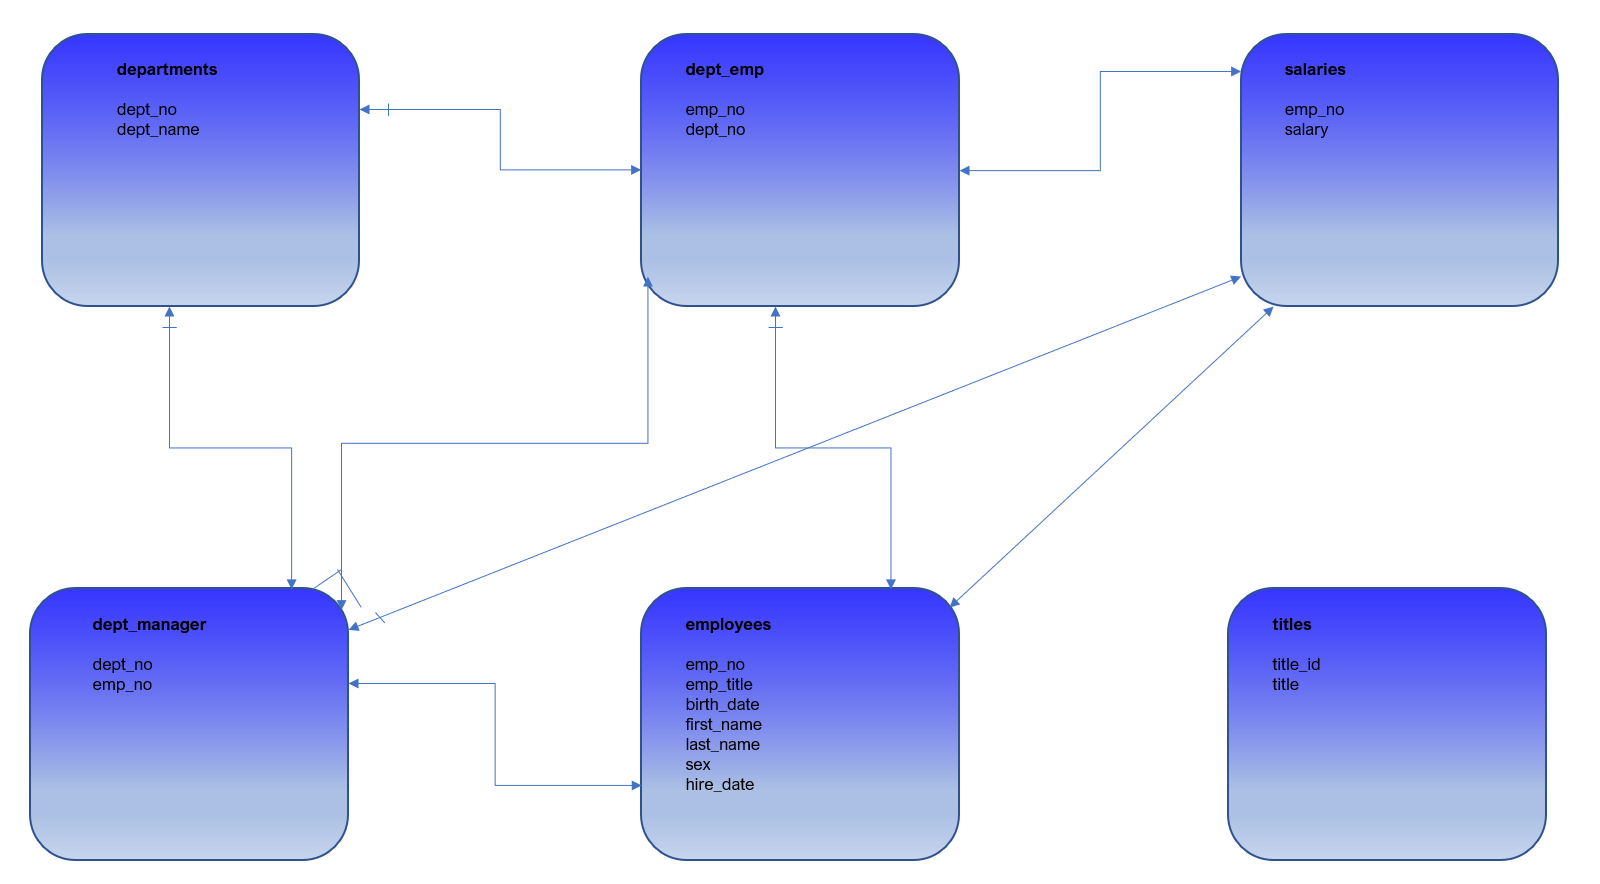 departments
dept_no
dept_name
dept_emp
emp_no
dept_no
salaries
emp_no
salary
dept_manager
dept_no
emp_no
employees
emp_no
emp_title
birth_date
first_name
last_name
sex
hire_date
titles
title_id
title